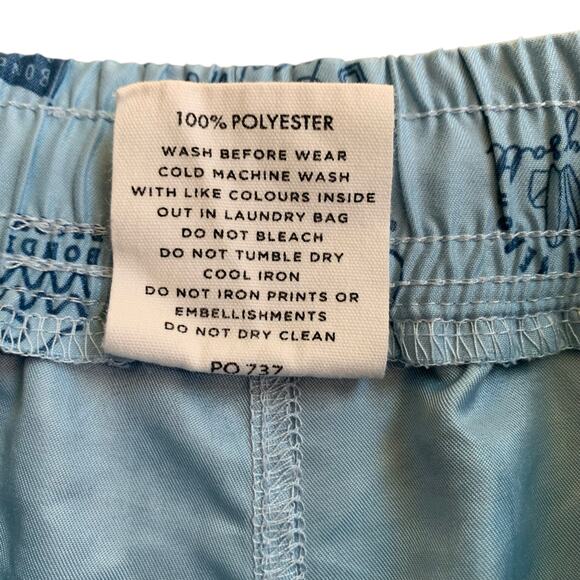 100% POLYESTER
WASH BEFORE WEAR
COLD MACHINE WASH
WITH LIKE COLOURS INSIDE
OUT IN LAUNDRY BAG
DO NOT BLEACH
DO NOT TUMBLE DRY
COOL IRON
DO NOT IRON PRINTS OR
EMBELLISHMENTS
DO NOT DRY CLEAN
PO 737
BONDI